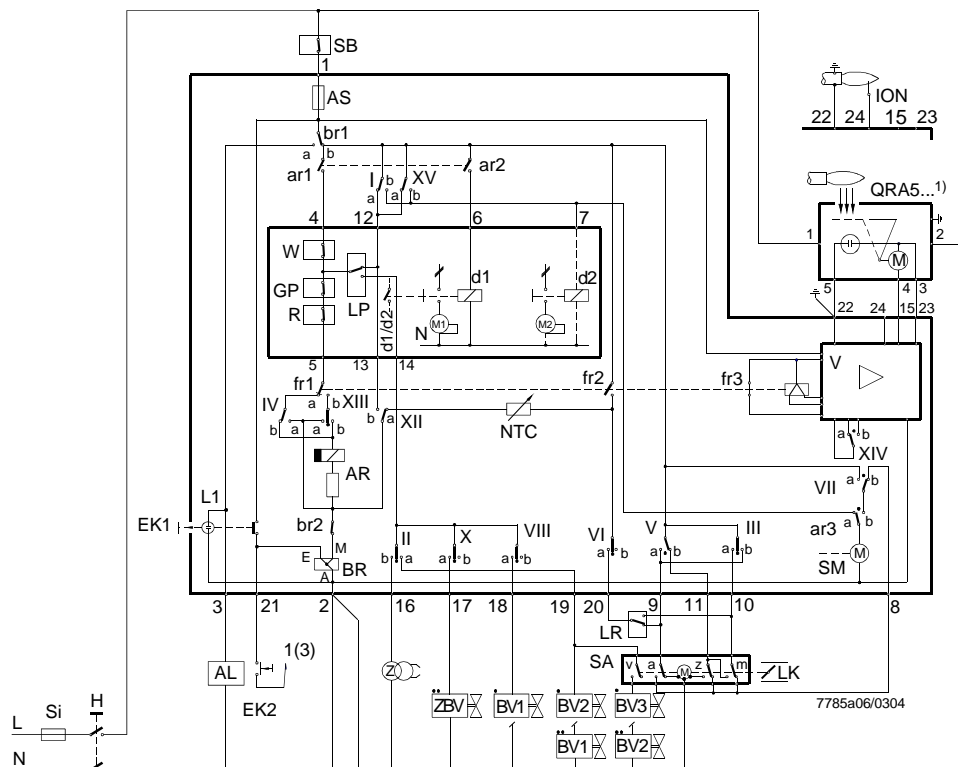 SB
1
AS
ION
22 24 15 23
br1
a b
ar1
ar2
I
a
b
XV
a
b
QRA5...1)
1
2
M
5 4 3
4 12 6 7
22 24 15 23
W
GP
R
LP
d1/d2
d1
d2
N
M1
M2
V
5 13 14
fr1
fr2
fr3
a b
XIII
IV
b a
a b
b
a
XII
NTC
a b
XIV
AR
VII
a b
L1
EK1
br2
ar3
a b
E M
BR
A
II
b a
X
a b
VIII
a b
VI
a b
V
a b
III
a b
SM
M
3 21 2 16 17 18 19 20 9 11 10 8
LR
1(3)
AL
EK2
Z
SA
v a M z m
LK
7785a06/0304
ZBV
BV1
BV2
BV3
BV1
BV2
H
Si
L
N